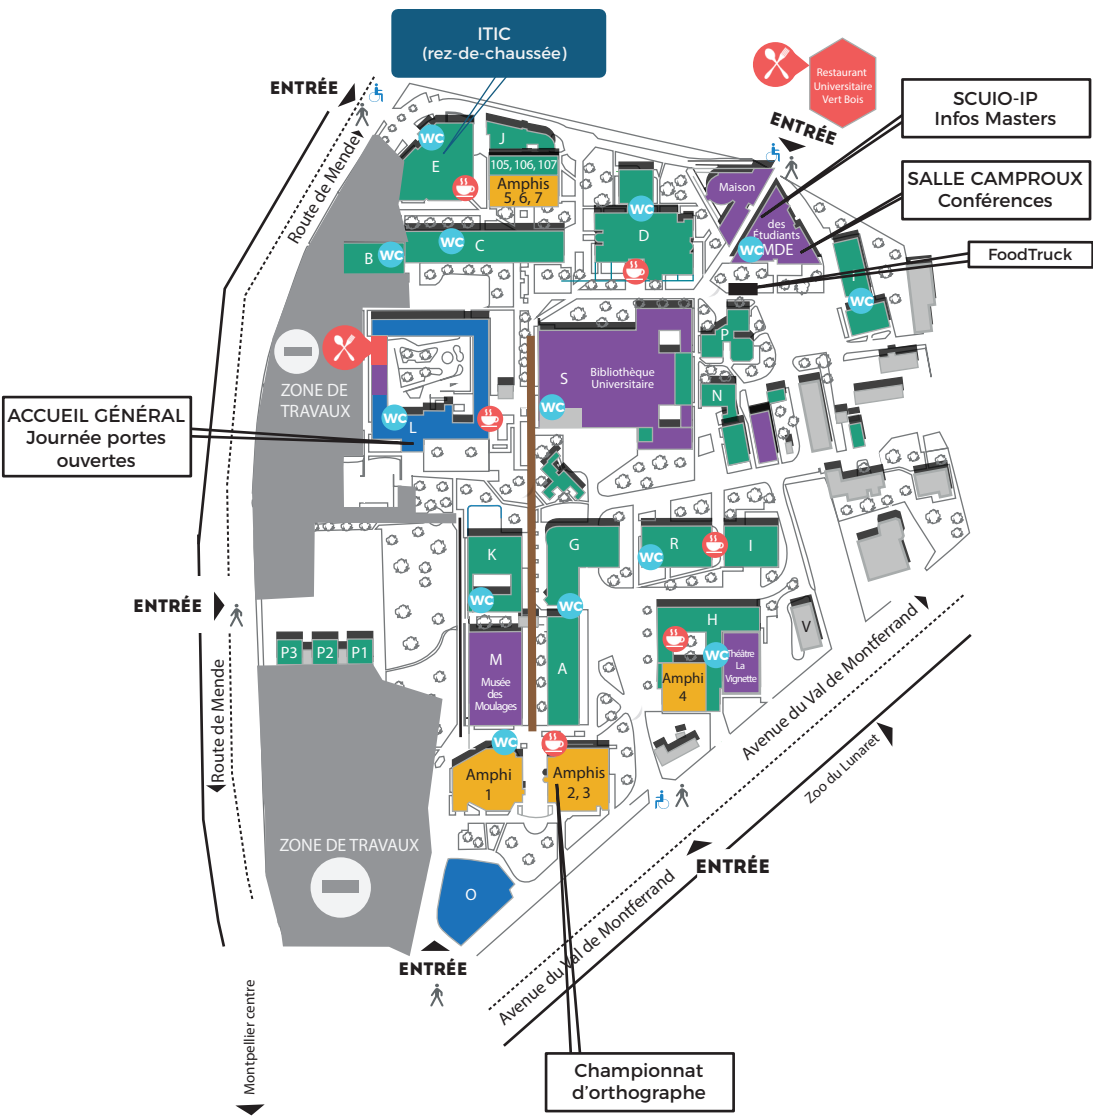 ITIC
(rez-de-chaussée)
ENTRÉE
Restaurant
Universitaire
Vert Bois
SCUIO-IP
Infos Masters
ENTRÉE
Route de Mende
WC
E
J
105, 106, 107
Amphis
5, 6, 7
Maison
des
Étudiants
MDE
WC
SALLE CAMPROUX
Conférences
FoodTruck
WC
D
B
WC
WC
C
WC
ZONE DE
TRAVAUX
S
Bibliothèque
Universitaire
WC
P
N
ACCUEIL GÉNÉRAL
Journée portes
ouvertes
WC
L
K
WC
G
WC
R
WC
I
ENTRÉE
P3
P2
P1
M
Musée
des
Moulages
A
H
WC
Théâtre
La
Vignette
Amphi
4
V
Route de Mende
Avenue du Val de Montferrand
Zoo du Lunaret
WC
Amphi
1
Amphis
2, 3
ZONE DE TRAVAUX
O
ENTRÉE
ENTRÉE
Avenue du Val de Montferrand
Montpellier centre
Championnat
d'orthographe